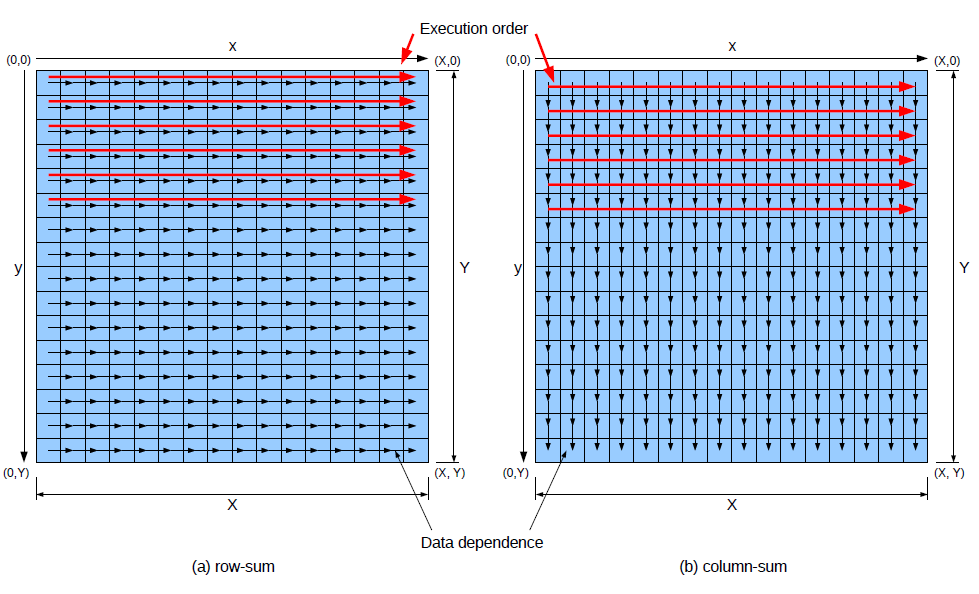 Execution order
x
x
(0,0)
(X,0)
(0,0)
(X,0)
y
Y
y
Y
(0,Y)
(X, Y)
(0,Y)
(X, Y)
X
X
Data dependence
(a) row-sum
(b) column-sum